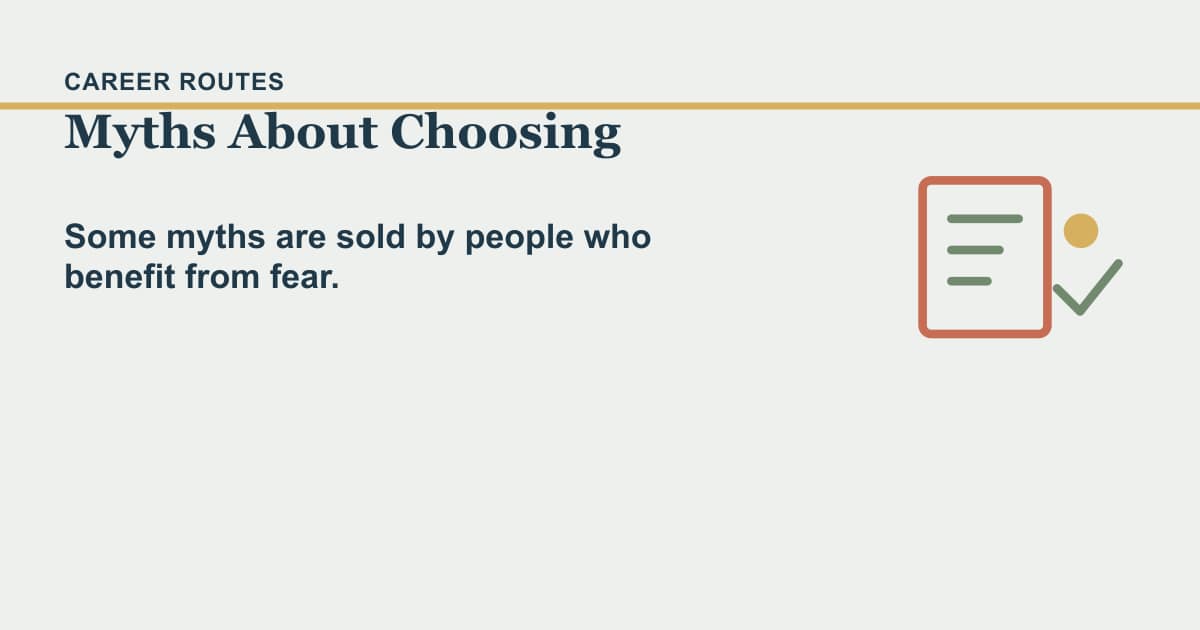 CAREER ROUTES
Myths About Choosing
Some myths are sold by people who
benefit from fear.